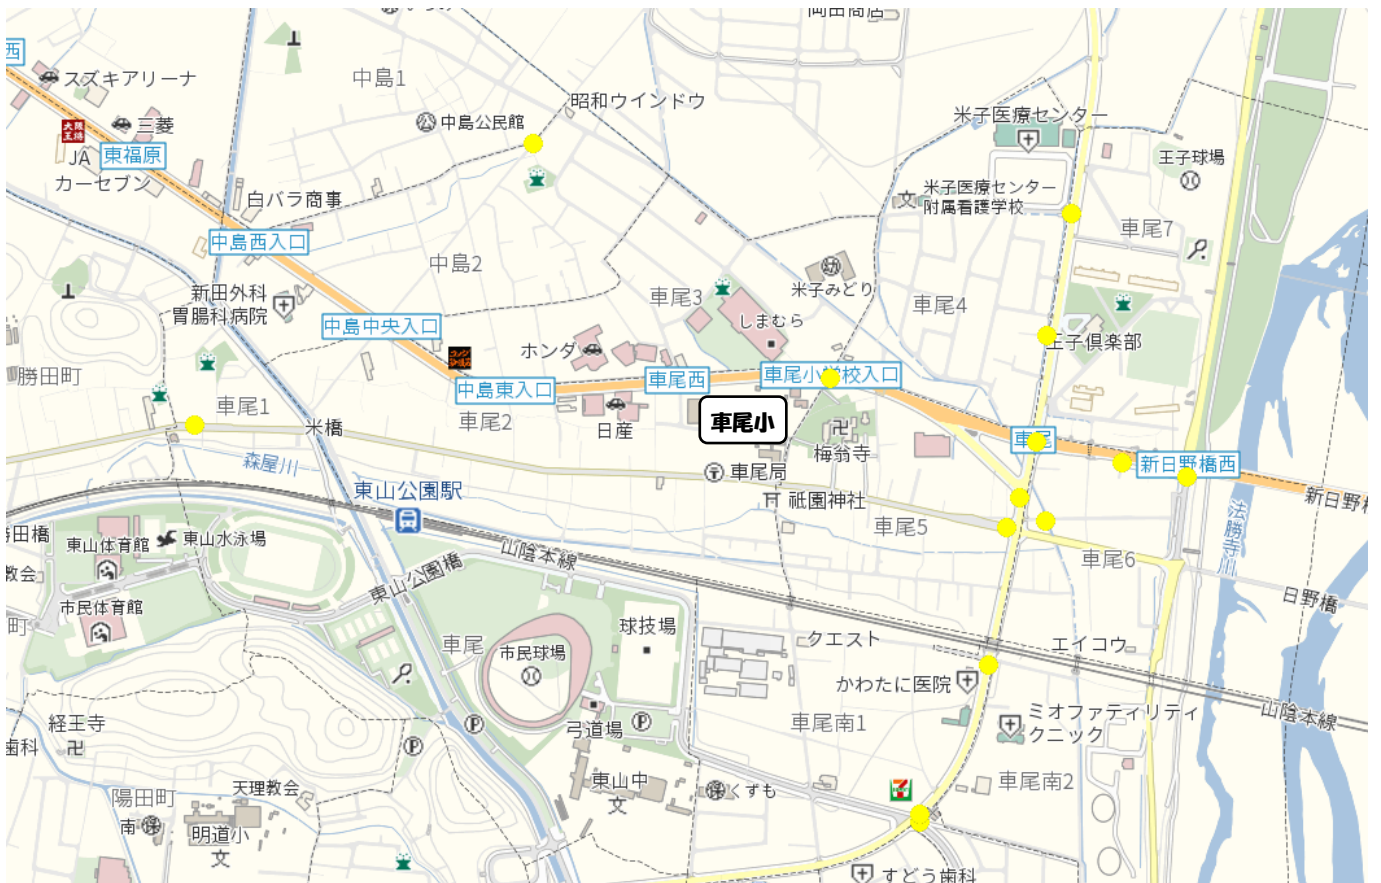 岡田商店
西
スズキアリーナ
中島1
昭和ウインドウ
三菱
大阪王将
中島公民館
米子医療センター
JA
東福原
カーセブン
王子球場
白バラ商事
米子医療センター
附属看護学校
文
車尾7
中島西入口
中島2
新田外科
胃腸科病院
車尾3
米子みどり
車尾4
しまむら
中島中央入口
王子倶楽部
ホンダ
勝田町
中島東入口
車尾西
車尾小学校入口
車尾1
米橋
車尾2
日産
車尾小
梅翁寺
車尾
新日野橋西
森屋川
東山公園駅
車尾局
祇園神社
新日野
法勝寺川
車尾5
田橋
東山体育館
東山水泳場
山陰本線
車尾6
教会
東山公園橋
日野橋
市民体育館
町
車尾
球技場
市民球場
クエスト
エイコウ
かわたに医院
経王寺
弓道場
車尾南1
ミオファティリティ
クニック
山陰本線
歯科
P
P
P
東山中
文
くずも
車尾南2
陽田町
天理教会
南
明道小
文
すどう歯科